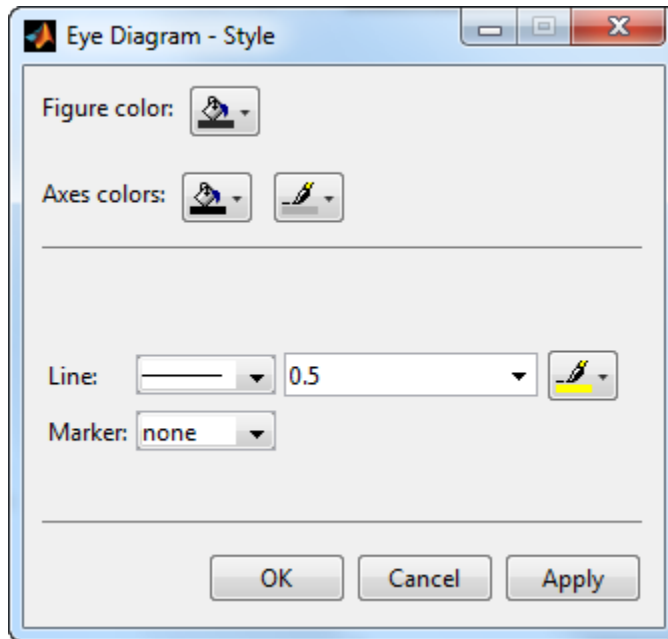 Eye Diagram - Style
Figure color:
Axes colors:
Line: 0.5
Marker: none
OK Cancel Apply